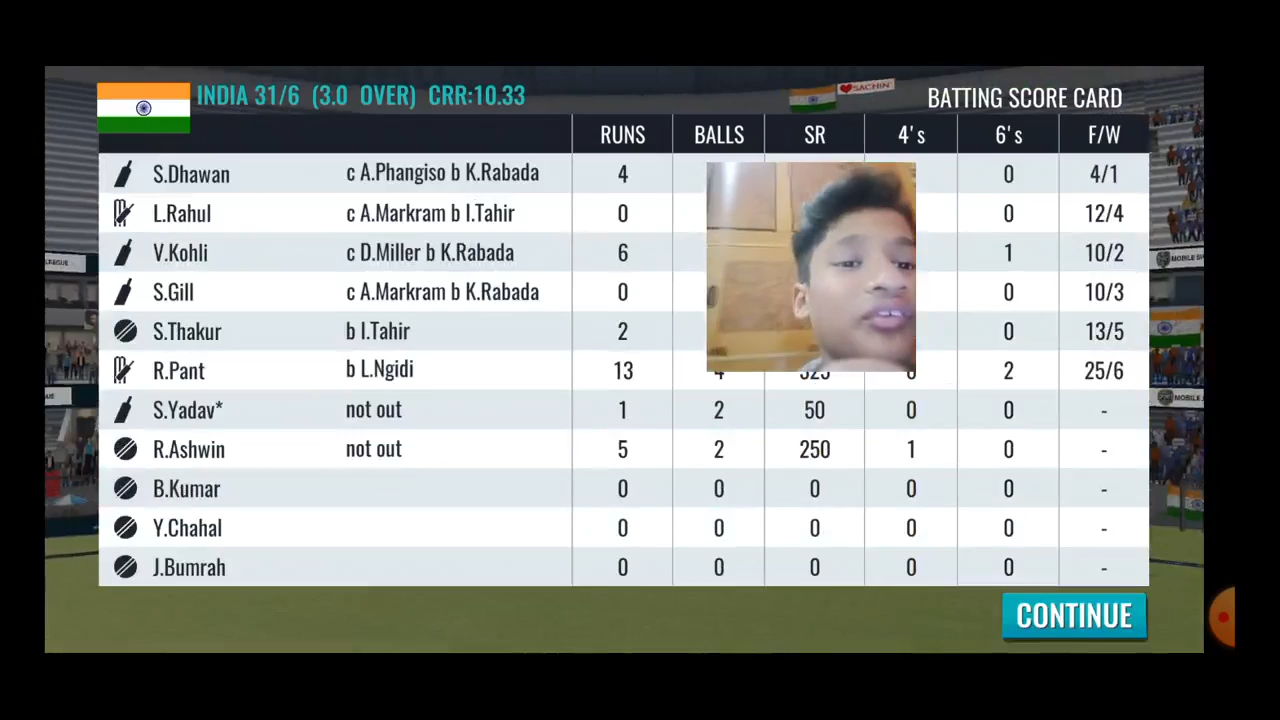 INDIA 31/6 (3.0 OVER) CRR:10.33
SACHIN
BATTING SCORE CARD
RUNS BALLS SR 4's 6's F/W
S.Dhawan c A.Phangiso b K.Rabada 4 0 4/1
L.Rahul c A.Markram b I.Tahir 0 0 12/4
V.Kohli c D.Miller b K.Rabada 6 1 10/2
S.Gill c A.Markram b K.Rabada 0 0 10/3
S.Thakur b I.Tahir 2 0 13/5
R.Pant b L.Ngidi 13 4 325 0 2 25/6
S.Yadav* not out 1 2 50 0 0 -
R.Ashwin not out 5 2 250 1 0 -
B.Kumar 0 0 0 0 0 -
Y.Chahal 0 0 0 0 0 -
J.Bumrah 0 0 0 0 0 -
CONTINUE